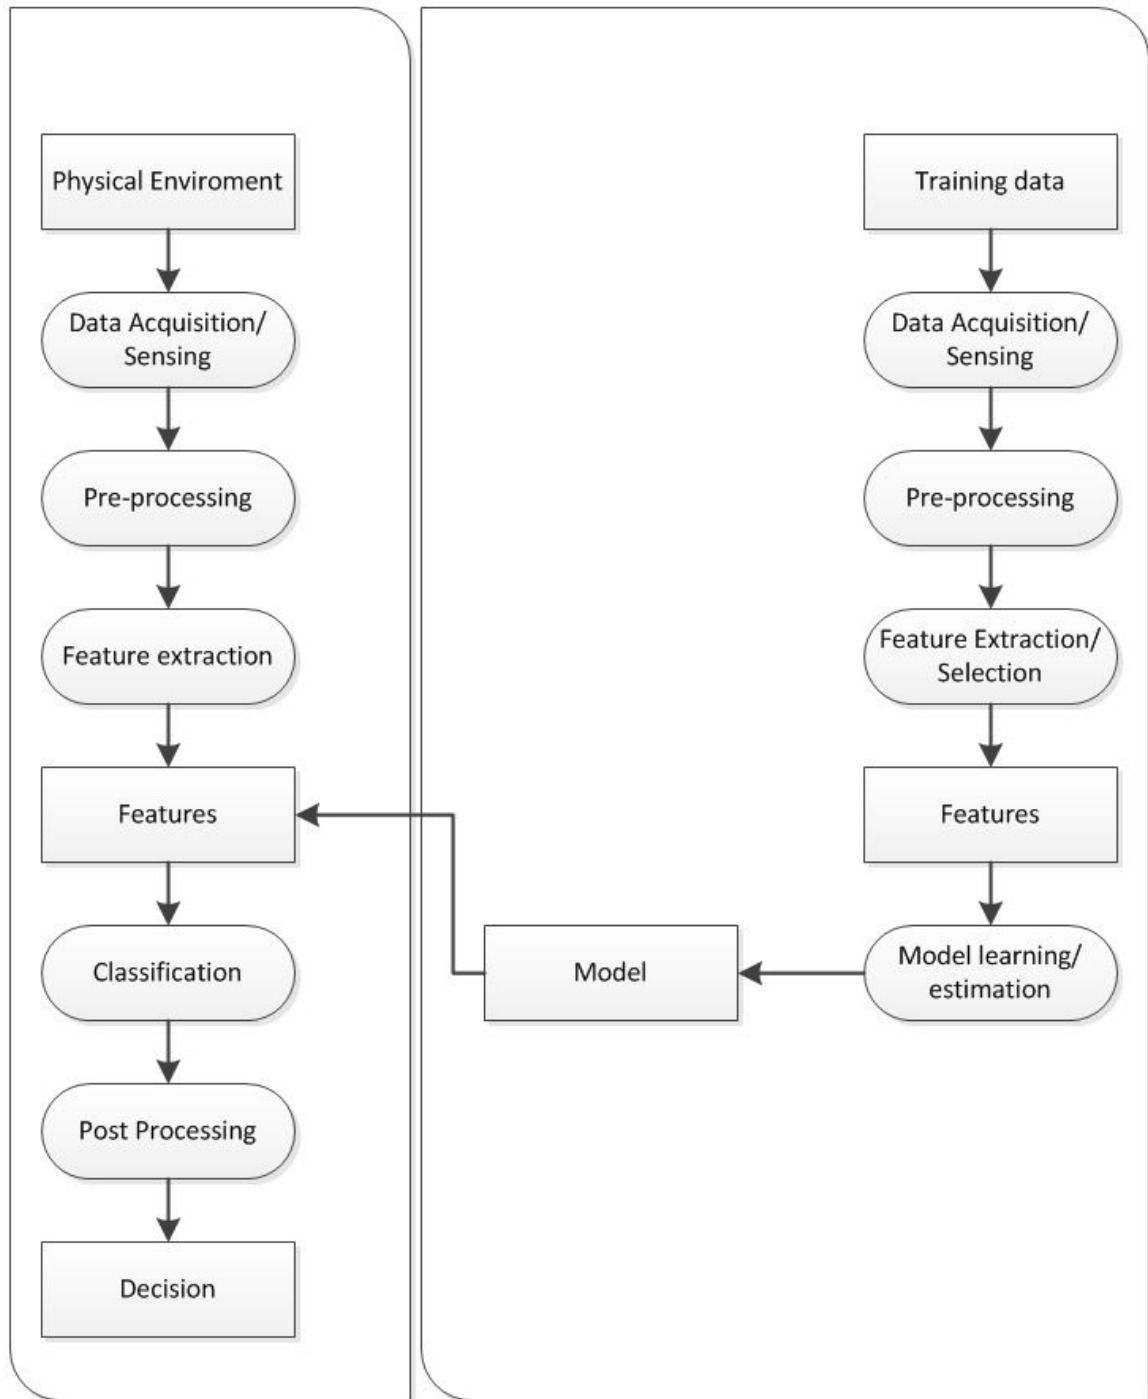 Physical Enviroment
Data Acquisition/
Sensing
Pre-processing
Feature extraction
Features
Classification
Post Processing
Decision
Training data
Data Acquisition/
Sensing
Pre-processing
Feature Extraction/
Selection
Features
Model learning/
estimation
Model